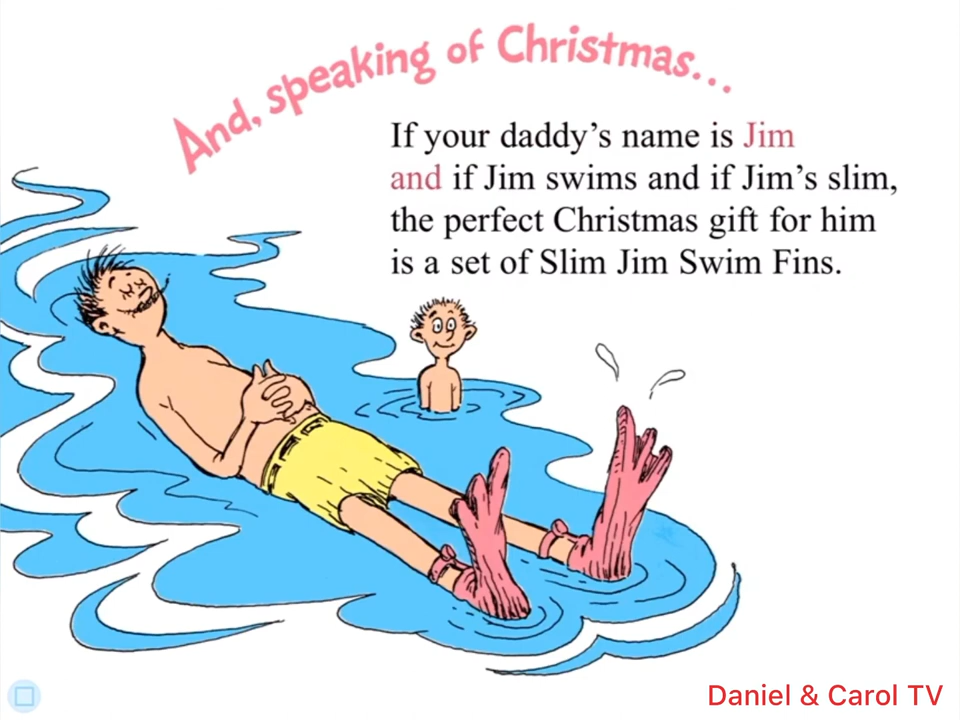 And, speaking of Christmas...
If your daddy’s name is Jim
and if Jim swims and if Jim’s slim,
the perfect Christmas gift for him
is a set of Slim Jim Swim Fins.
Daniel & Carol TV